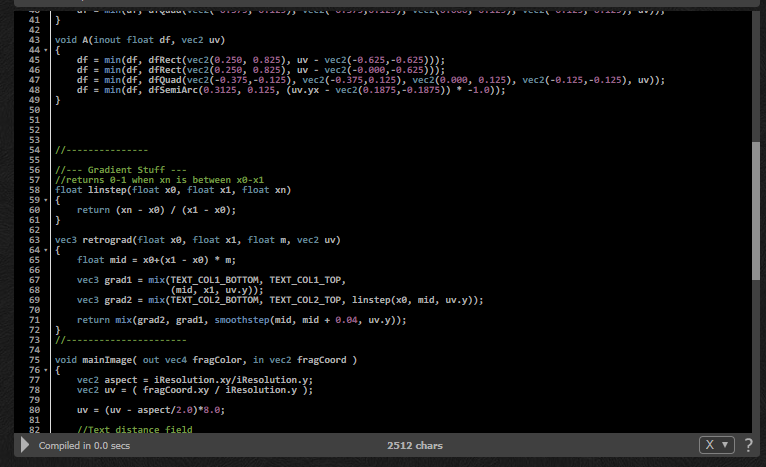 41 }
42
43 void A(inout float df, vec2 uv)
44 {
45 df = min(df, dfRect(vec2(0.250, 0.825), uv - vec2(-0.625,-0.625)));
46 df = min(df, dfRect(vec2(0.250, 0.825), uv - vec2(-0.000,-0.625)));
47 df = min(df, dfQuad(vec2(-0.375,-0.125), vec2(-0.375,0.125), vec2(0.000, 0.125), vec2(-0.125,-0.125), uv));
48 df = min(df, dfSemiArc(0.3125, 0.125, (uv.yx - vec2(0.1875,-0.1875)) * -1.0));
49 }
50
51
52
53
54 //---------------
55
56 //--- Gradient Stuff ---
57 //returns 0-1 when xn is between x0-x1
58 float linstep(float x0, float x1, float xn)
59 {
60 return (xn - x0) / (x1 - x0);
61 }
62
63 vec3 retrograd(float x0, float x1, float m, vec2 uv)
64 {
65 float mid = x0+(x1 - x0) * m;
66
67 vec3 grad1 = mix(TEXT_COL1_BOTTOM, TEXT_COL1_TOP,
68 (mid, x1, uv.y));
69 vec3 grad2 = mix(TEXT_COL2_BOTTOM, TEXT_COL2_TOP, linstep(x0, mid, uv.y));
70
71 return mix(grad2, grad1, smoothstep(mid, mid + 0.04, uv.y));
72 }
73 //---------------------
74
75 void mainImage( out vec4 fragColor, in vec2 fragCoord )
76 {
77 vec2 aspect = iResolution.xy/iResolution.y;
78 vec2 uv = ( fragCoord.xy / iResolution.y );
79
80 uv = (uv - aspect/2.0)*8.0;
81
82 //Text distance field
Compiled in 0.0 secs 2512 chars X ?